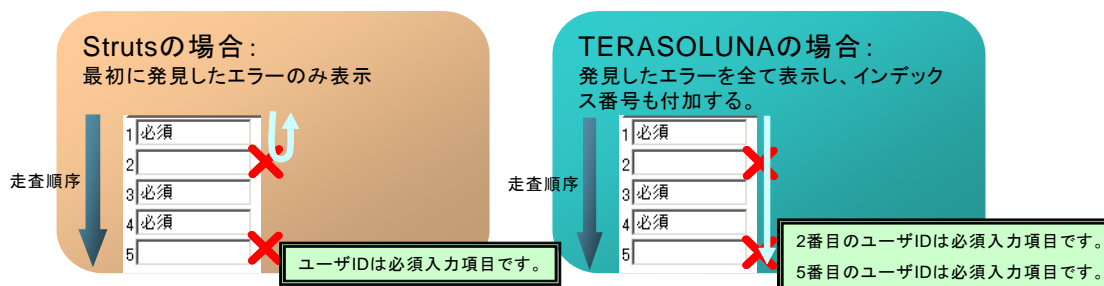 Strutsの場合：
最初に発見したエラーのみ表示
走査順序
1 必須
2
3 必須
4 必須
5
ユーザIDは必須入力項目です。
TERASOLUNAの場合：
発見したエラーを全て表示し、インデック
ス番号も付加する。
走査順序
1 必須
2
3 必須
4 必須
5
2番目のユーザIDは必須入力項目です。
5番目のユーザIDは必須入力項目です。